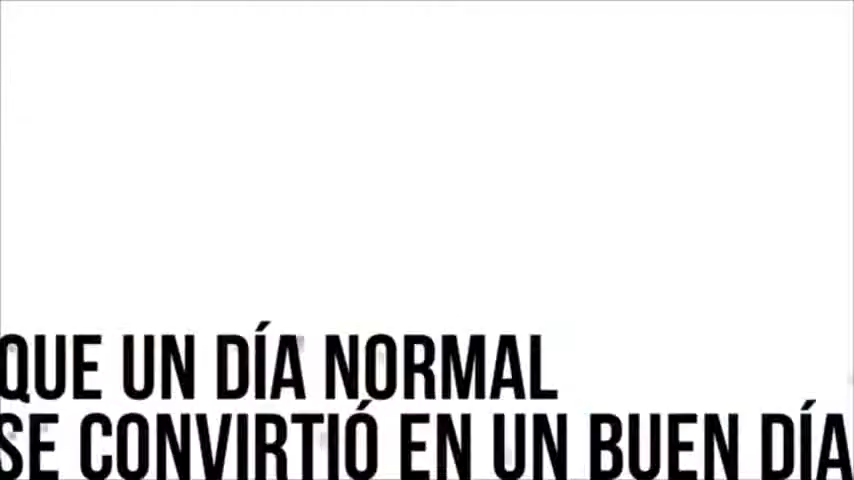 QUE UN DÍA NORMAL
SE CONVIRTIÓ EN UN BUEN DÍA